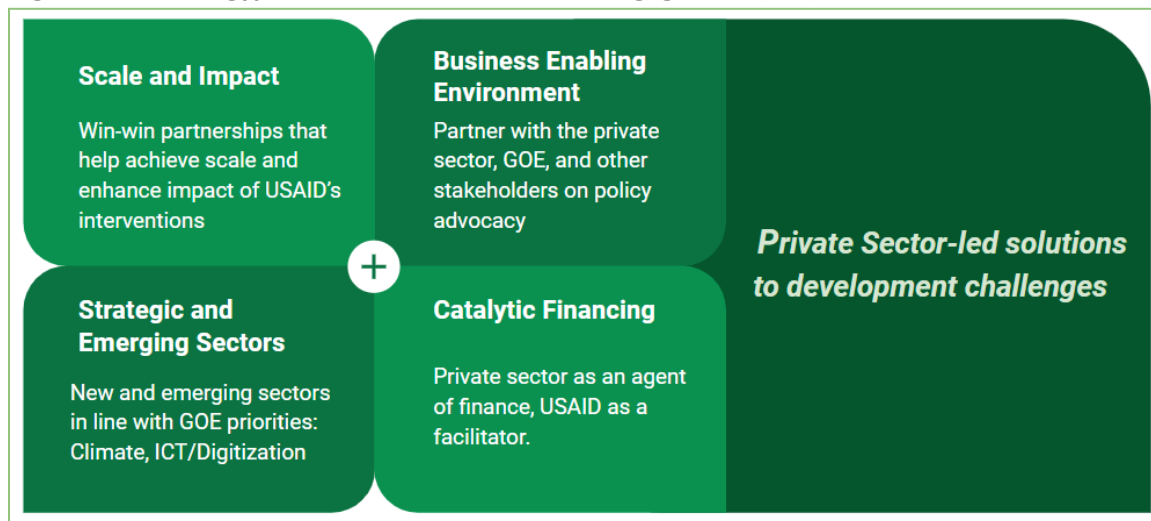 Scale and Impact
Win-win partnerships that
help achieve scale and
enhance impact of USAID's
interventions
Business Enabling
Environment
Partner with the private
sector, GOE, and other
stakeholders on policy
advocacy
Strategic and
Emerging Sectors
New and emerging sectors
in line with GOE priorities:
Climate, ICT/Digitization
Catalytic Financing
Private sector as an agent
of finance, USAID as a
facilitator.
+
Private Sector-led solutions
to development challenges